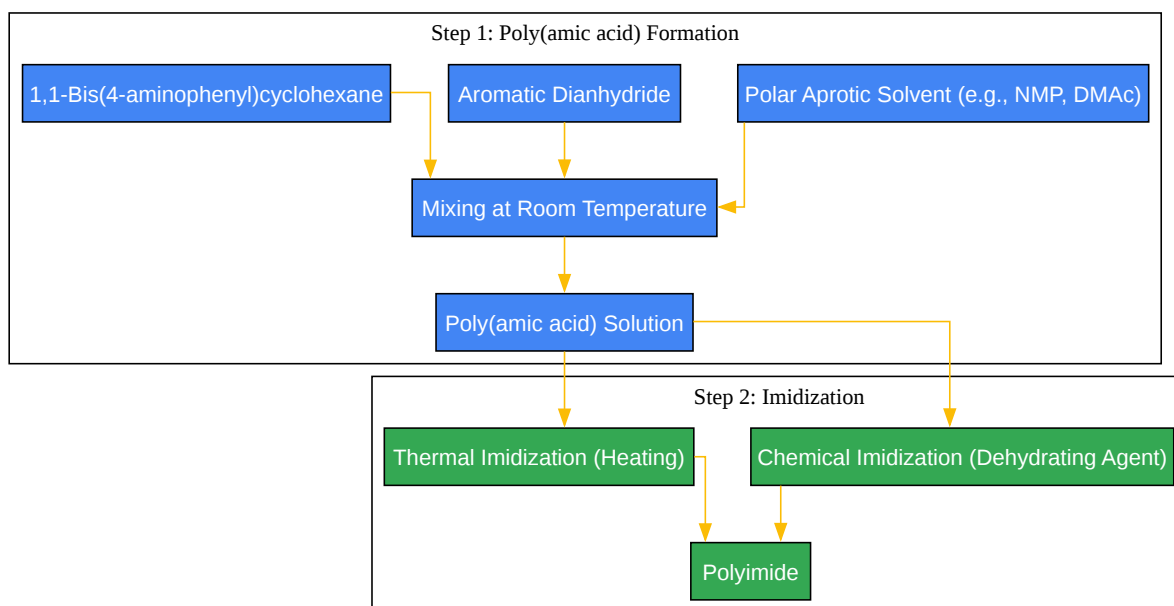 Step 1: Poly(amic acid) Formation
1,1-Bis(4-aminophenyl)cyclohexane
Aromatic Dianhydride
Polar Aprotic Solvent (e.g., NMP, DMAc)
Mixing at Room Temperature
Poly(amic acid) Solution
Step 2: Imidization
Thermal Imidization (Heating)
Chemical Imidization (Dehydrating Agent)
Polyimide